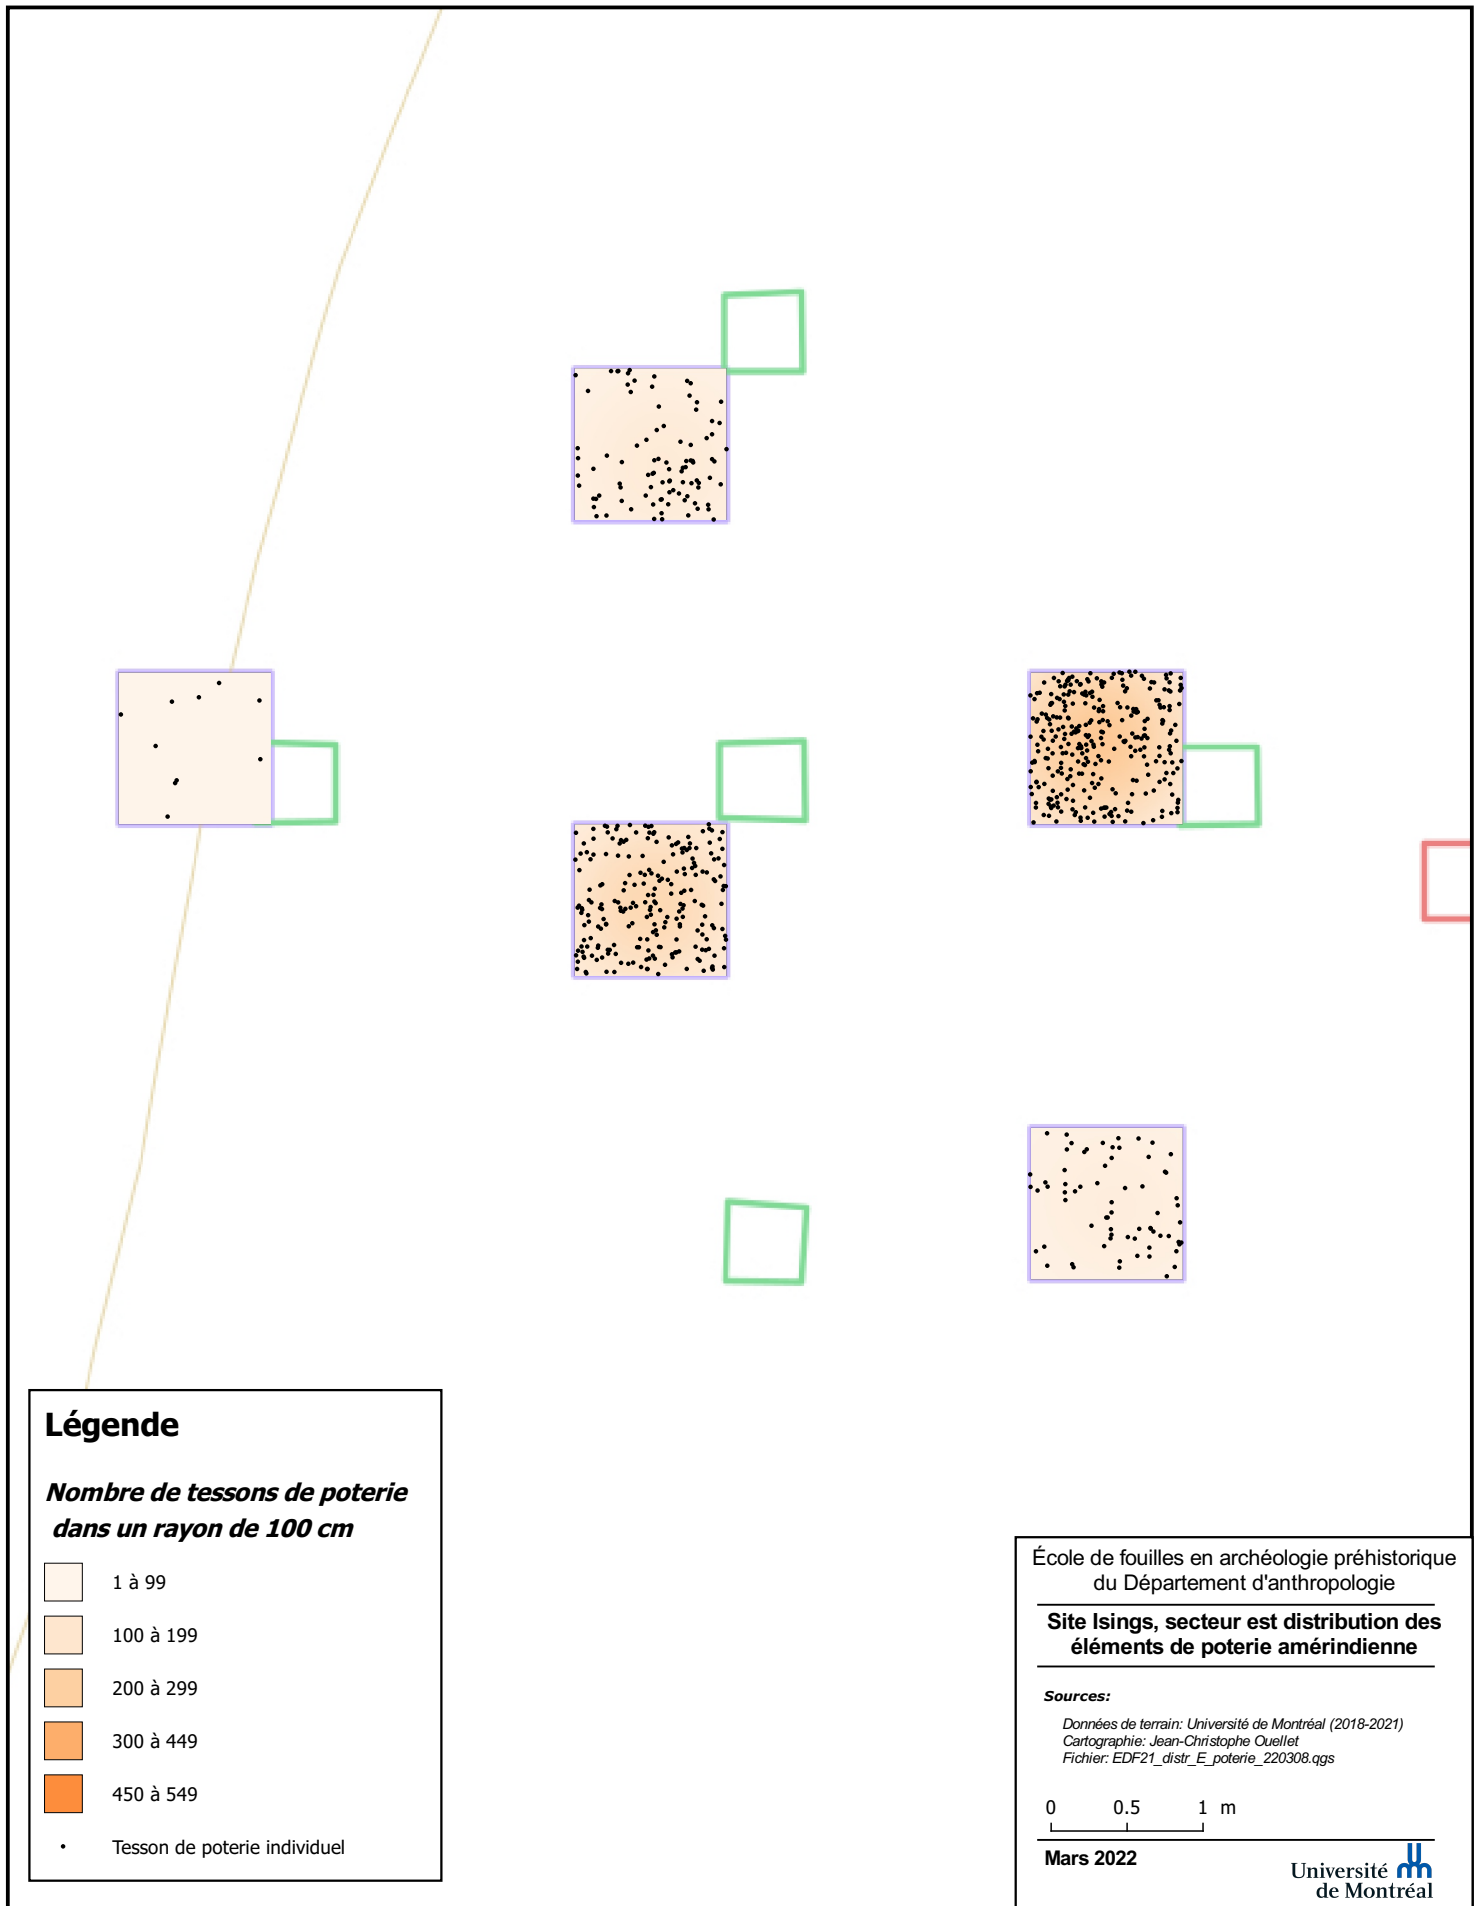 Légende
Nombre de tessons de poterie
dans un rayon de 100 cm
1 à 99
100 à 199
200 à 299
300 à 449
450 à 549
Tesson de poterie individuel
École de fouilles en archéologie préhistorique
du Département d'anthropologie
Site Isings, secteur est distribution des
éléments de poterie amérindienne
Sources:
Données de terrain: Université de Montréal (2018-2021)
Cartographie: Jean-Christophe Ouellet
Fichier: EDF21_distr_E_poterie_220308.qgs
0 0.5 1 m
Mars 2022
Université
de Montréal